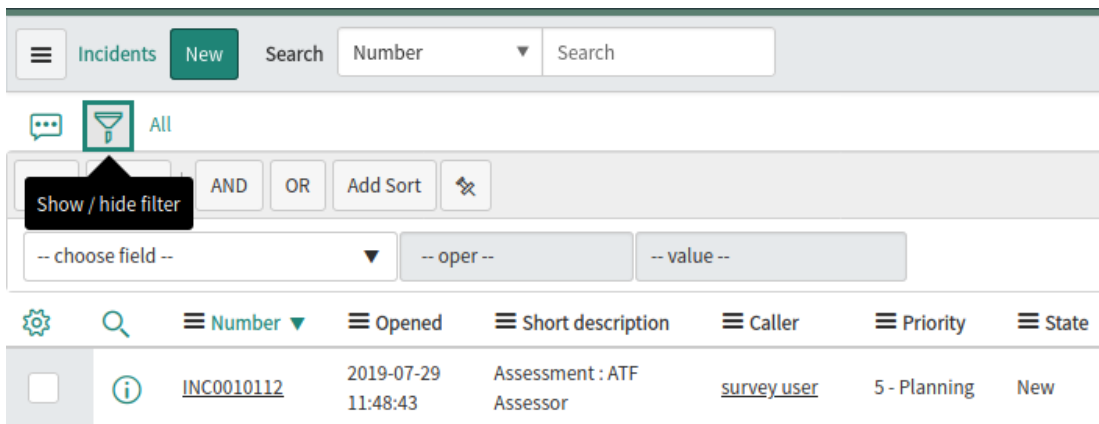 Incidents New Search Number Search
All
AND OR Add Sort
Show / hide filter
-- choose field -- -- oper -- -- value --
Number Opened Short description Caller Priority State
INC0010112 2019-07-29 11:48:43 Assessment : ATF Assessor survey user 5 - Planning New